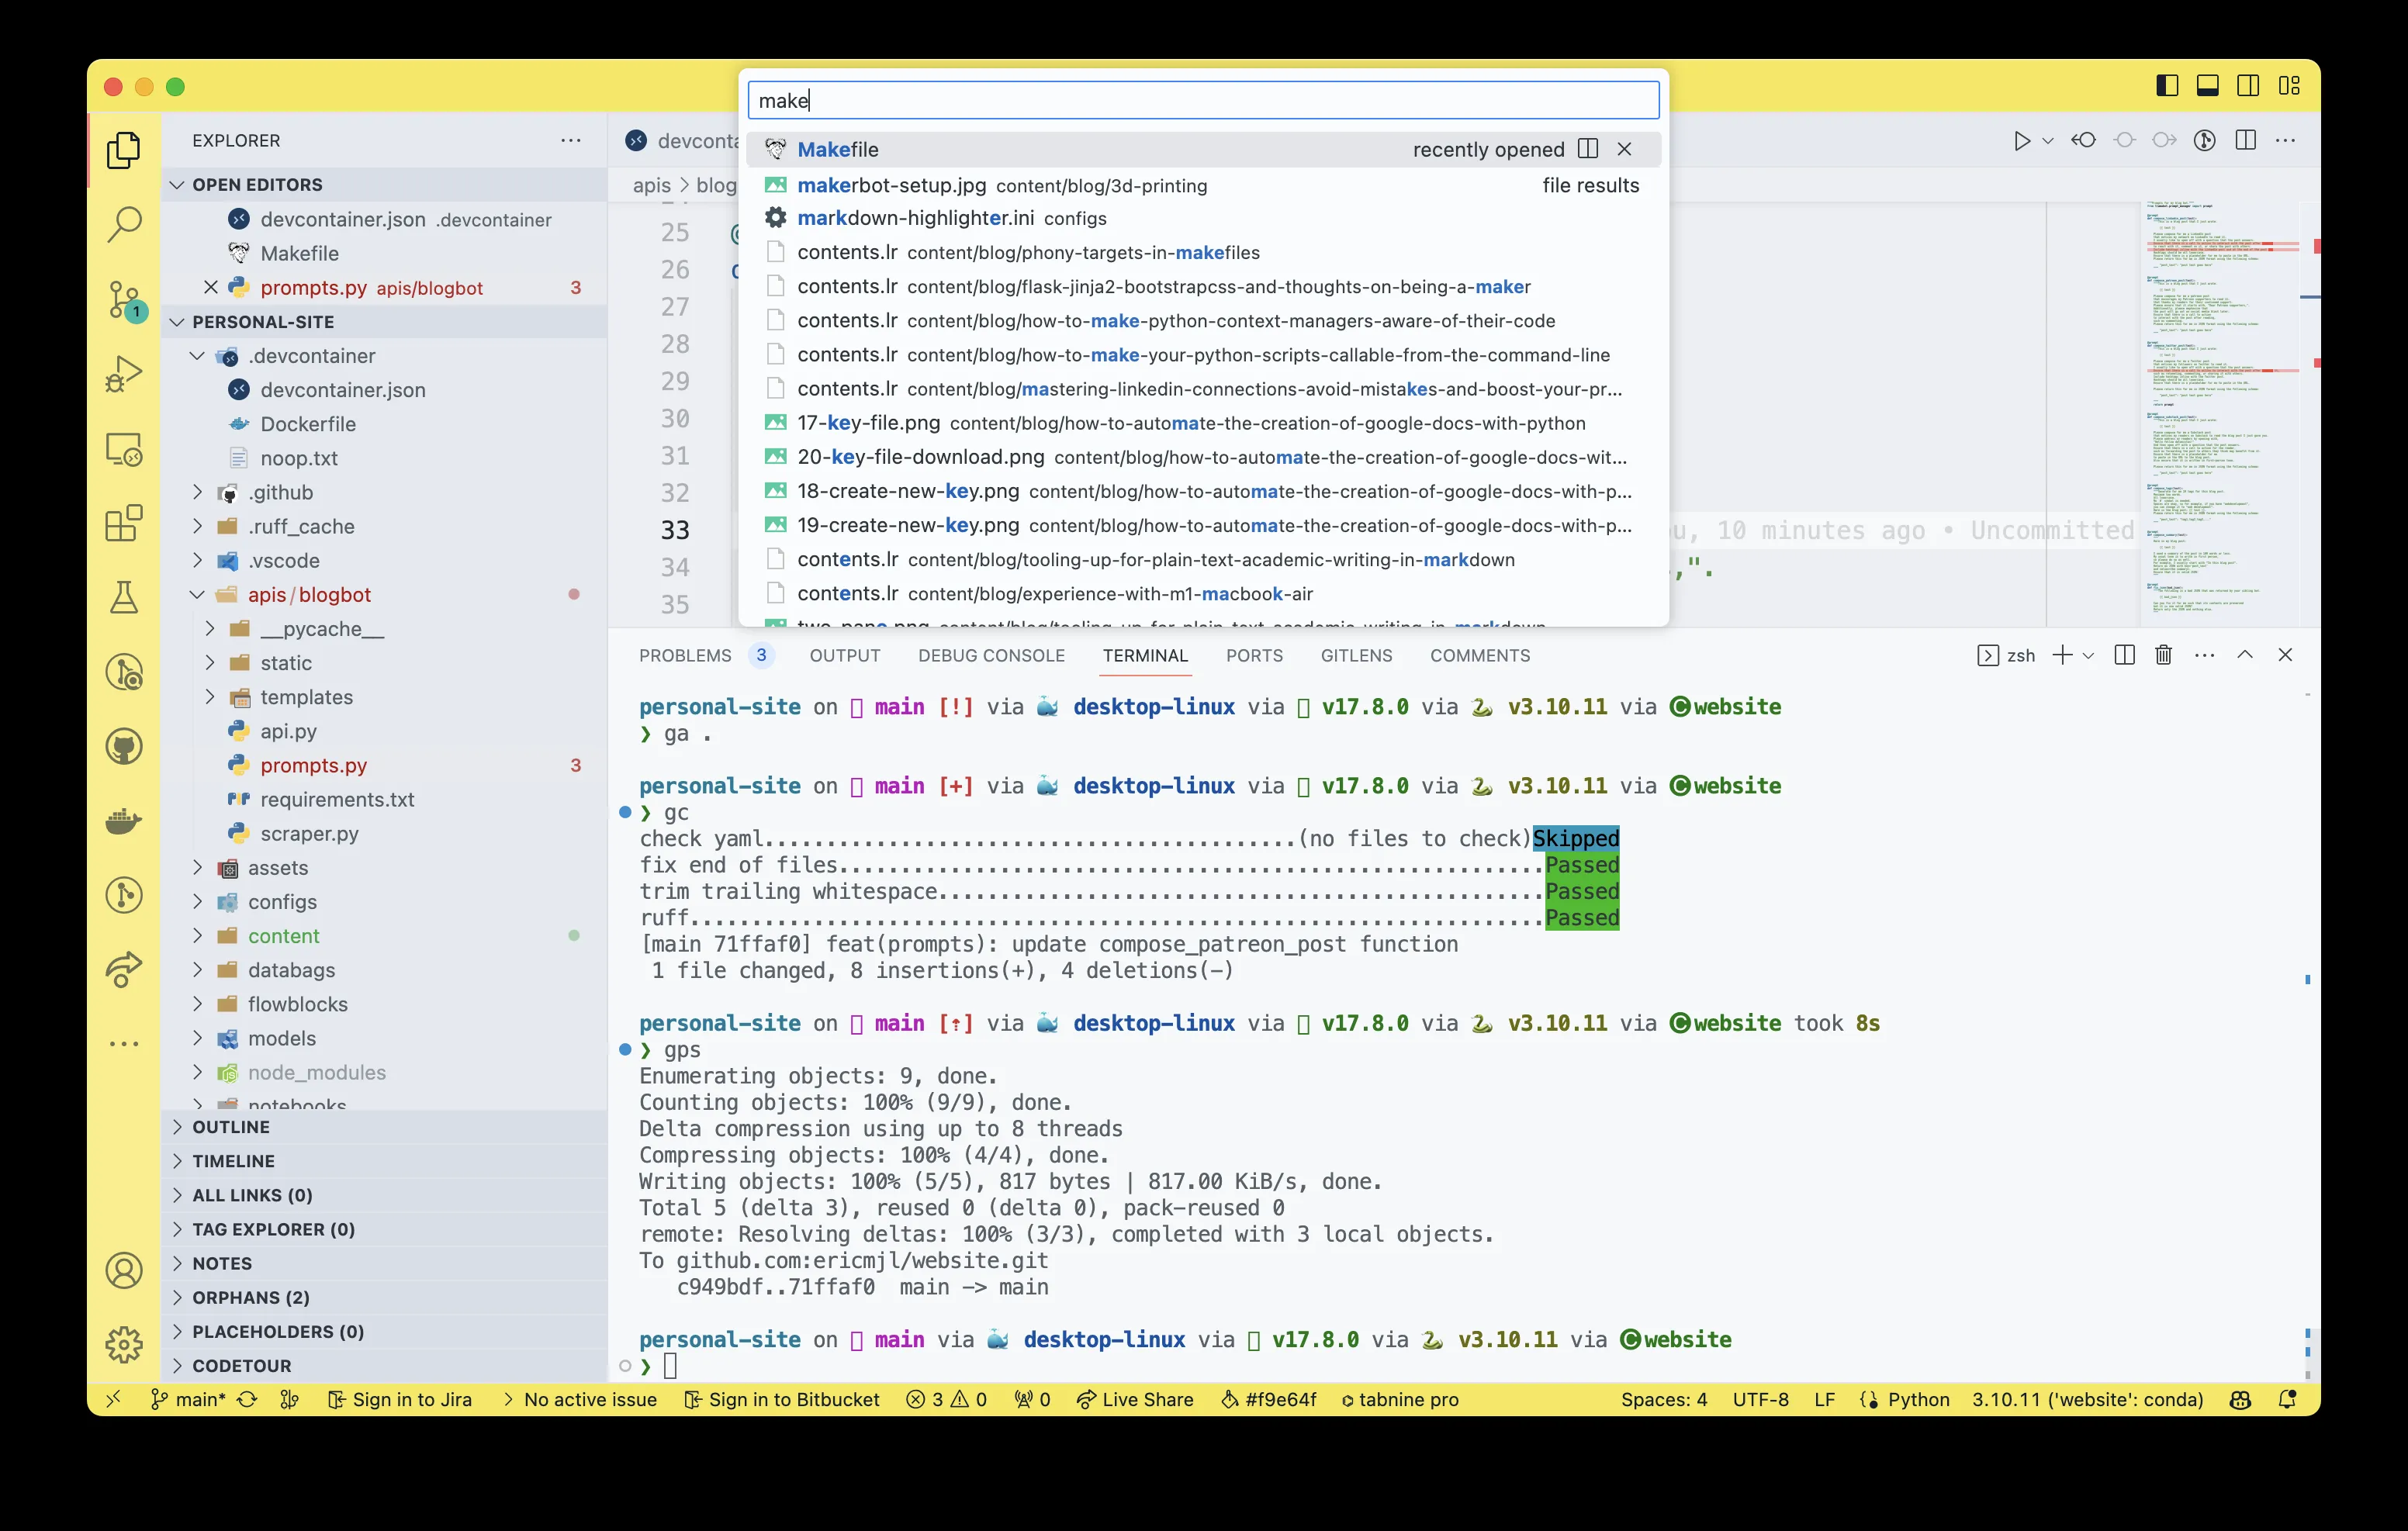 make
Makefile recently opened
makerbot-setup.jpg content/blog/3d-printing file results
markdown-highlighter.ini configs
contents.lr content/blog/phony-targets-in-makefiles
contents.lr content/blog/flask-jinja2-bootstrapcss-and-thoughts-on-being-a-maker
contents.lr content/blog/how-to-make-python-context-managers-aware-of-their-code
contents.lr content/blog/how-to-make-your-python-scripts-callable-from-the-command-line
contents.lr content/blog/mastering-linkedin-connections-avoid-mistakes-and-boost-your-pr...
17-key-file.png content/blog/how-to-automate-the-creation-of-google-docs-with-python
20-key-file-download.png content/blog/how-to-automate-the-creation-of-google-docs-wit...
18-create-new-key.png content/blog/how-to-automate-the-creation-of-google-docs-with-p...
19-create-new-key.png content/blog/how-to-automate-the-creation-of-google-docs-with-p...
contents.lr content/blog/tooling-up-for-plain-text-academic-writing-in-markdown
contents.lr content/blog/experience-with-m1-macbook-air
two-pane.png content/blog/tooling-up-for-plain-text-academic-writing-in-markdown
EXPLORER
OPEN EDITORS
devcontainer.json .devcontainer
Makefile
prompts.py apis/blogbot 3
PERSONAL-SITE
.devcontainer
devcontainer.json
Dockerfile
noop.txt
.github
.ruff_cache
.vscode
apis/blogbot
__pycache__
static
templates
api.py
prompts.py 3
requirements.txt
scraper.py
assets
configs
content
databags
flowblocks
models
node_modules
notebooks
OUTLINE
TIMELINE
ALL LINKS (0)
TAG EXPLORER (0)
NOTES
ORPHANS (2)
PLACEHOLDERS (0)
CODETOUR
1
apis > blog
25
26
27
28
29
30
31
32
33 10 minutes ago • Uncommitted
34 ,".
35
PROBLEMS 3 OUTPUT DEBUG CONSOLE TERMINAL PORTS GITLENS COMMENTS zsh
personal-site on main [!] via desktop-linux via v17.8.0 via v3.10.11 via website
❯ ga .
personal-site on main [+] via desktop-linux via v17.8.0 via v3.10.11 via website
❯ gc
check yaml...........................................(no files to check)Skipped
fix end of files.........................................................Passed
trim trailing whitespace.................................................Passed
ruff.....................................................................Passed
[main 71ffaf0] feat(prompts): update compose_patreon_post function
1 file changed, 8 insertions(+), 4 deletions(-)
personal-site on main [⇡] via desktop-linux via v17.8.0 via v3.10.11 via website took 8s
❯ gps
Enumerating objects: 9, done.
Counting objects: 100% (9/9), done.
Delta compression using up to 8 threads
Compressing objects: 100% (4/4), done.
Writing objects: 100% (5/5), 817 bytes | 817.00 KiB/s, done.
Total 5 (delta 3), reused 0 (delta 0), pack-reused 0
remote: Resolving deltas: 100% (3/3), completed with 3 local objects.
To github.com:ericmjl/website.git
c949bdf..71ffaf0 main -> main
personal-site on main via desktop-linux via v17.8.0 via v3.10.11 via website
❯
main* Sign in to Jira > No active issue Sign in to Bitbucket 3 0 0 Live Share #f9e64f tabnine pro Spaces: 4 UTF-8 LF Python 3.10.11 ('website': conda)